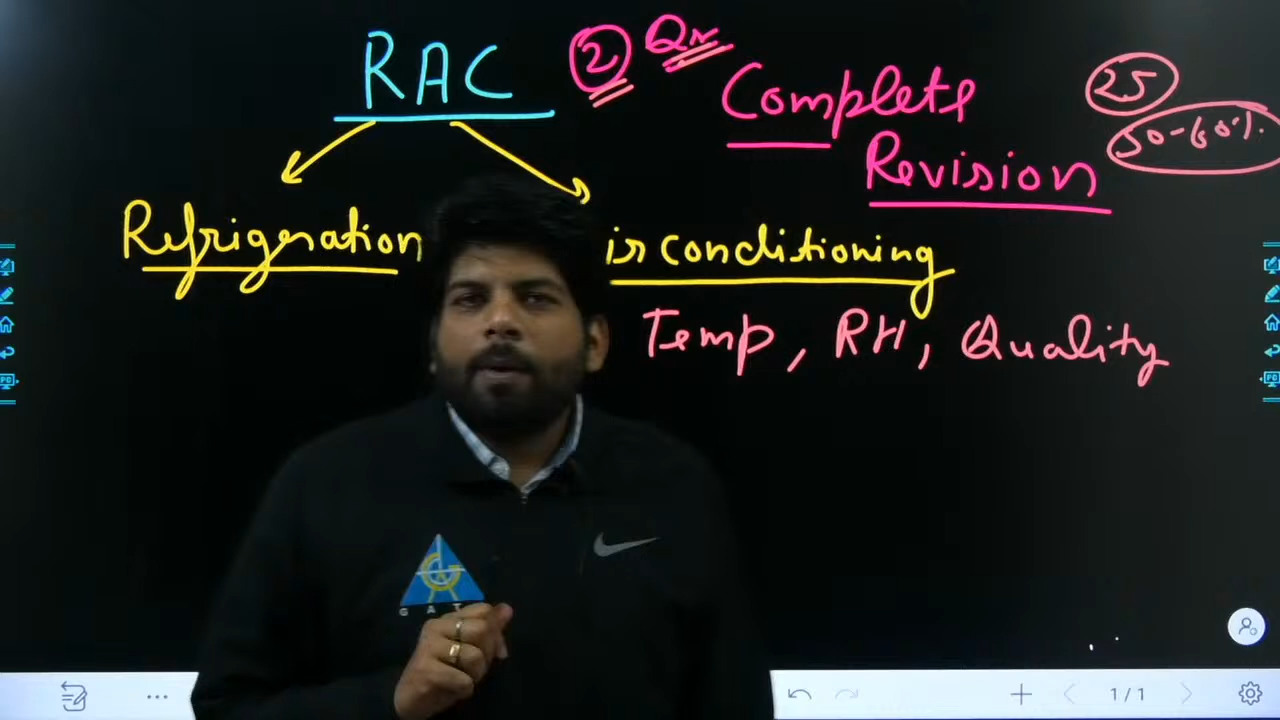 RAC
2 Qn
Complete
Revision
25
50-60%.
Refrigeration
ir conditioning
Temp, RH, Quality
G A T
1/1